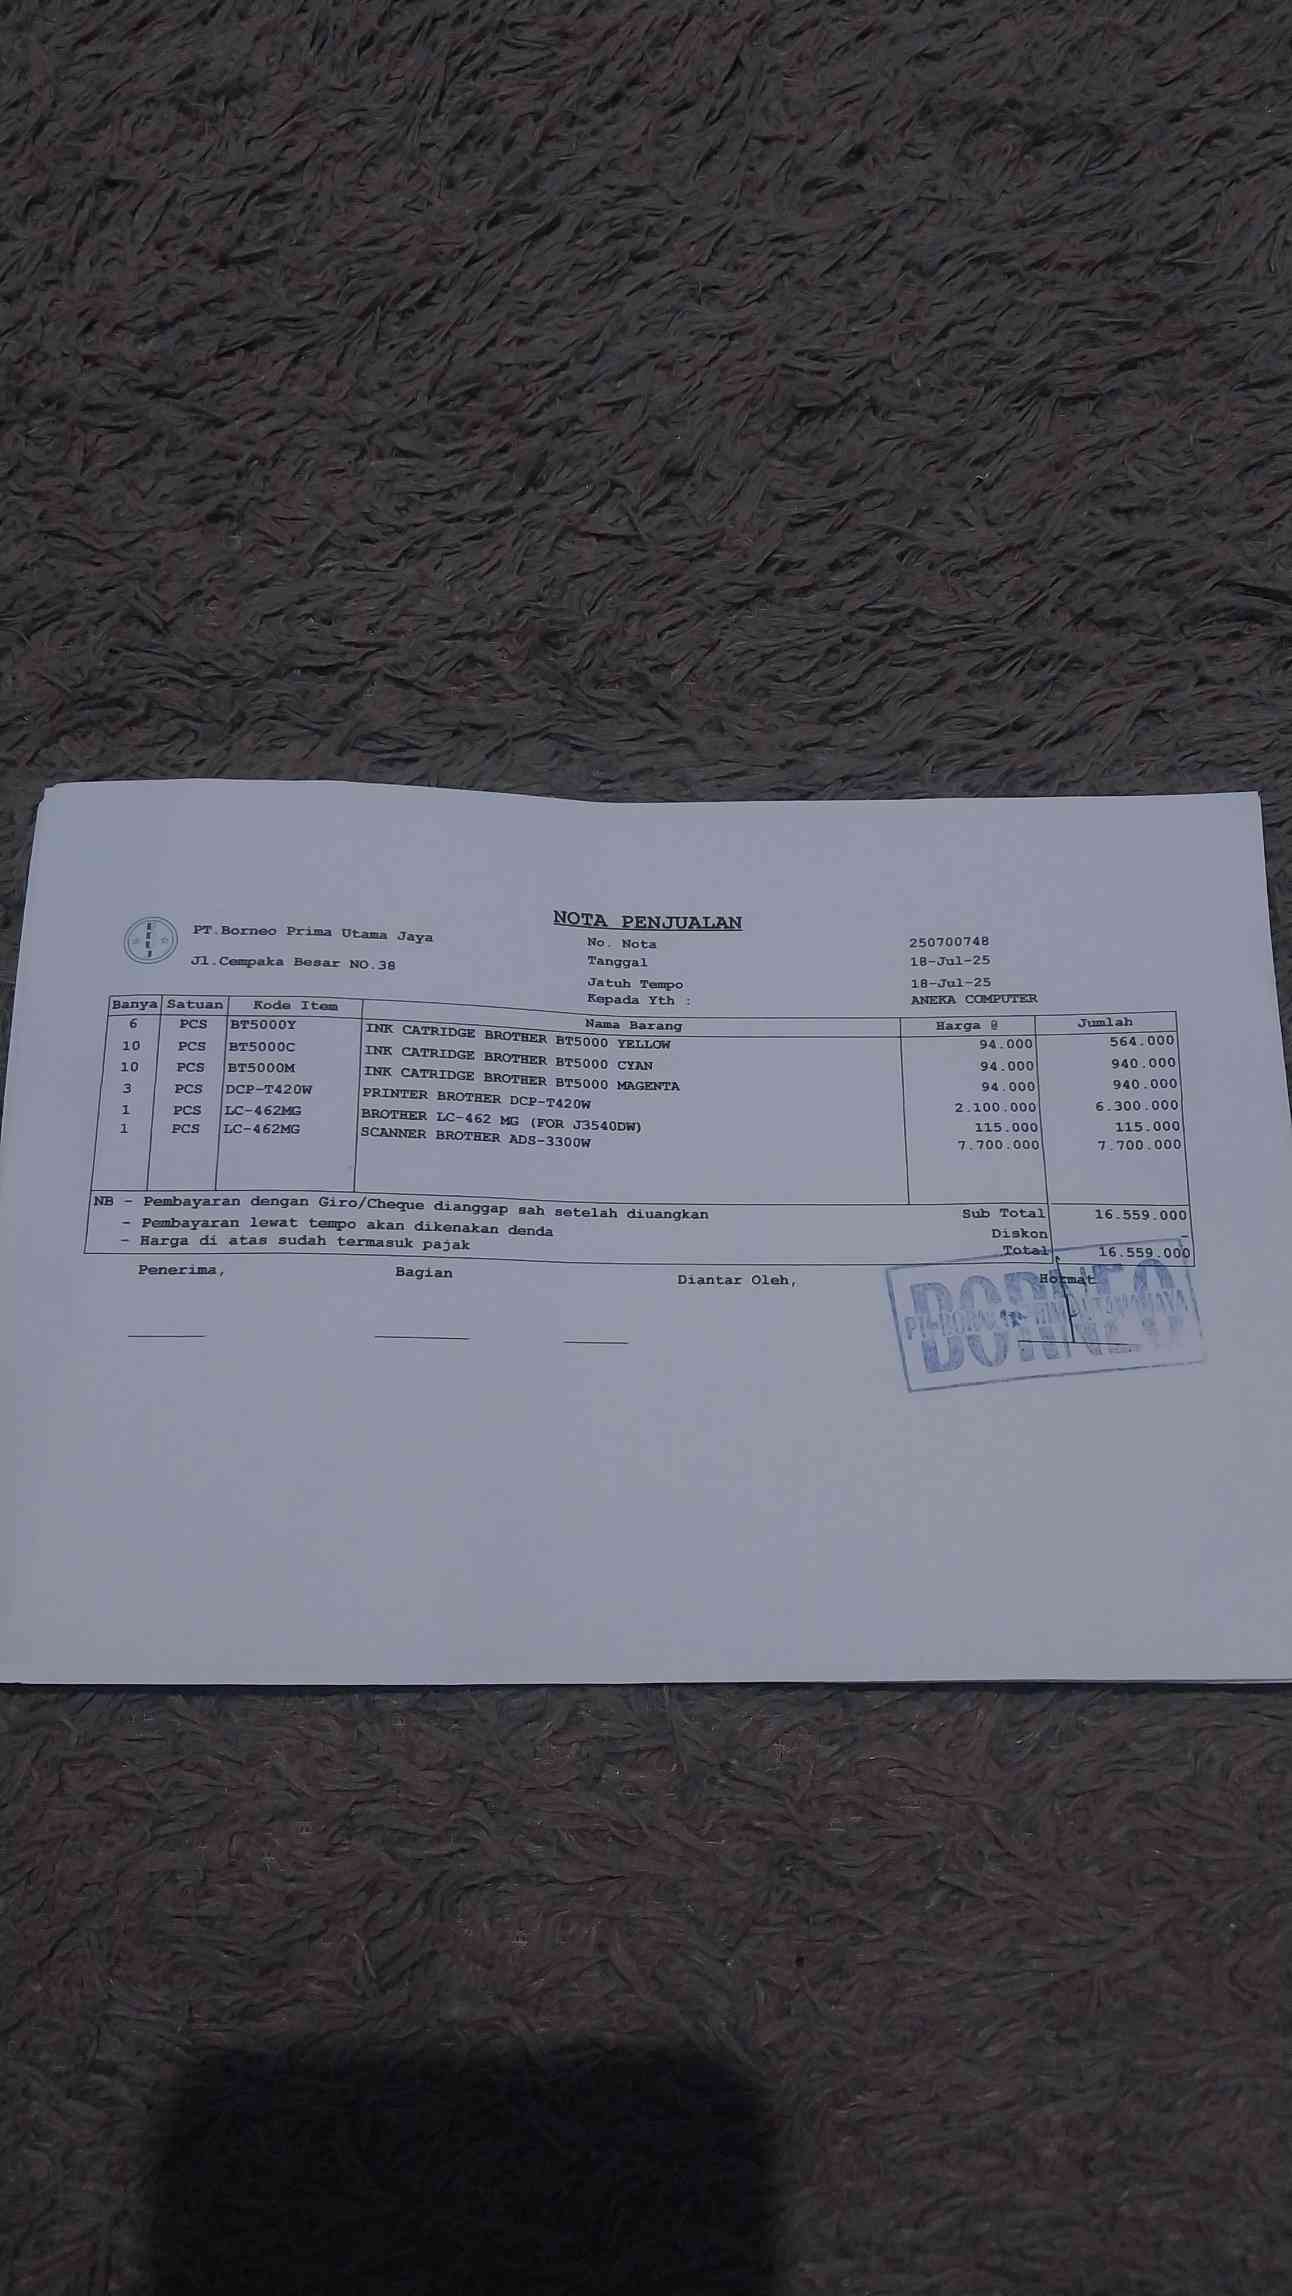 NOTA PENJUALAN
PT.Borneo Prima Utama Jaya
Jl.Cempaka Besar NO.38
No. Nota 250700748
Tanggal 18-Jul-25
Jatuh Tempo 18-Jul-25
Kepada Yth : ANEKA COMPUTER
Banya Satuan Kode Item Nama Barang Harga @ Jumlah
6 PCS BT5000Y INK CATRIDGE BROTHER BT5000 YELLOW 94.000 564.000
10 PCS BT5000C INK CATRIDGE BROTHER BT5000 CYAN 94.000 940.000
10 PCS BT5000M INK CATRIDGE BROTHER BT5000 MAGENTA 94.000 940.000
3 PCS DCP-T420W PRINTER BROTHER DCP-T420W 2.100.000 6.300.000
1 PCS LC-462MG BROTHER LC-462 MG (FOR J3540DW) 115.000 115.000
1 PCS LC-462MG SCANNER BROTHER ADS-3300W 7.700.000 7.700.000
NB - Pembayaran dengan Giro/Cheque dianggap sah setelah diuangkan
- Pembayaran lewat tempo akan dikenakan denda
- Harga di atas sudah termasuk pajak
Sub Total 16.559.000
Diskon -
Total 16.559.000
Penerima, Bagian Diantar Oleh, Hormat
BORNEO